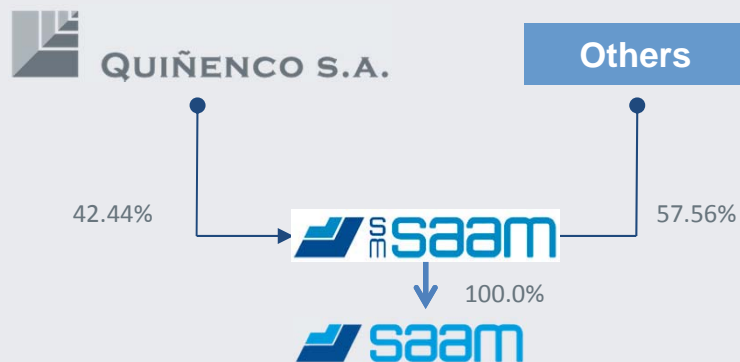 QUIÑENCO S.A.
Others
42.44%
57.56%
SM saam
100.0%
saam